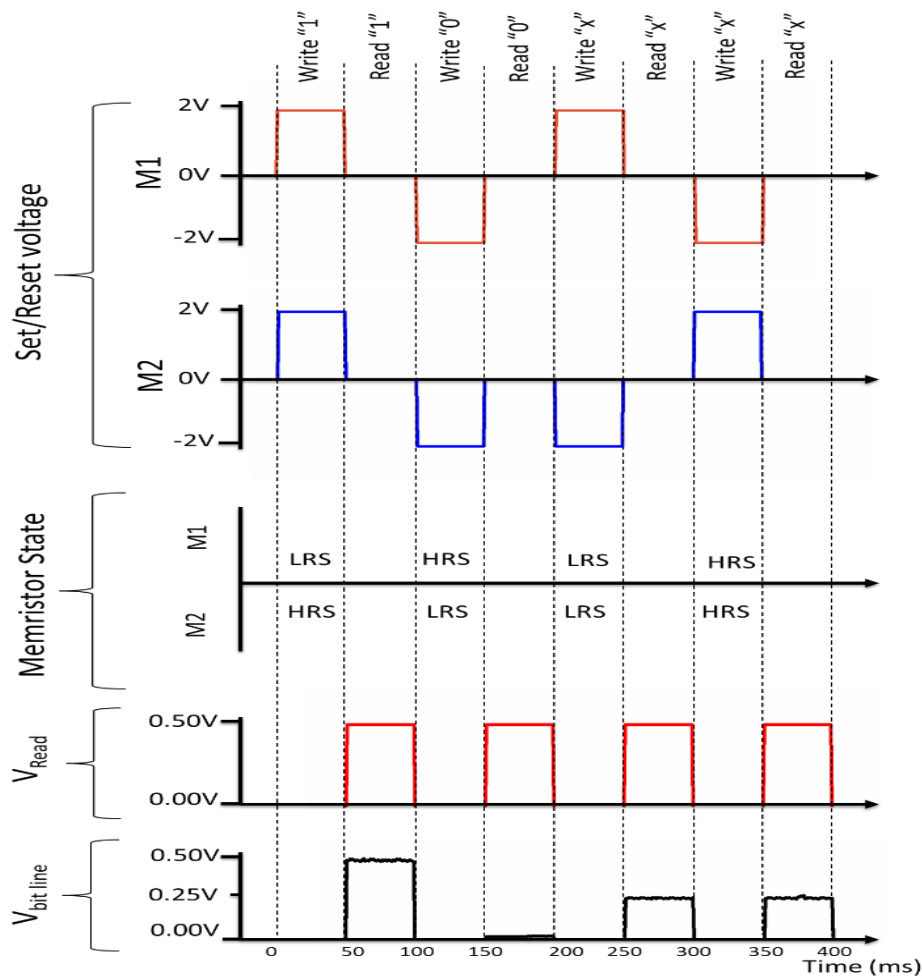 Write “1” Read “1” Write “0” Read “0” Write “x” Read “x” Write “x” Read “x”
Set/Reset voltage
M1
2V
0V
-2V
M2
2V
0V
-2V
Memristor State
M1
LRS HRS LRS HRS
M2
HRS LRS LRS HRS
VRead
0.50V
0.00V
Vbit line
0.50V
0.25V
0.00V
0 50 100 150 200 250 300 350 400
Time (ms)